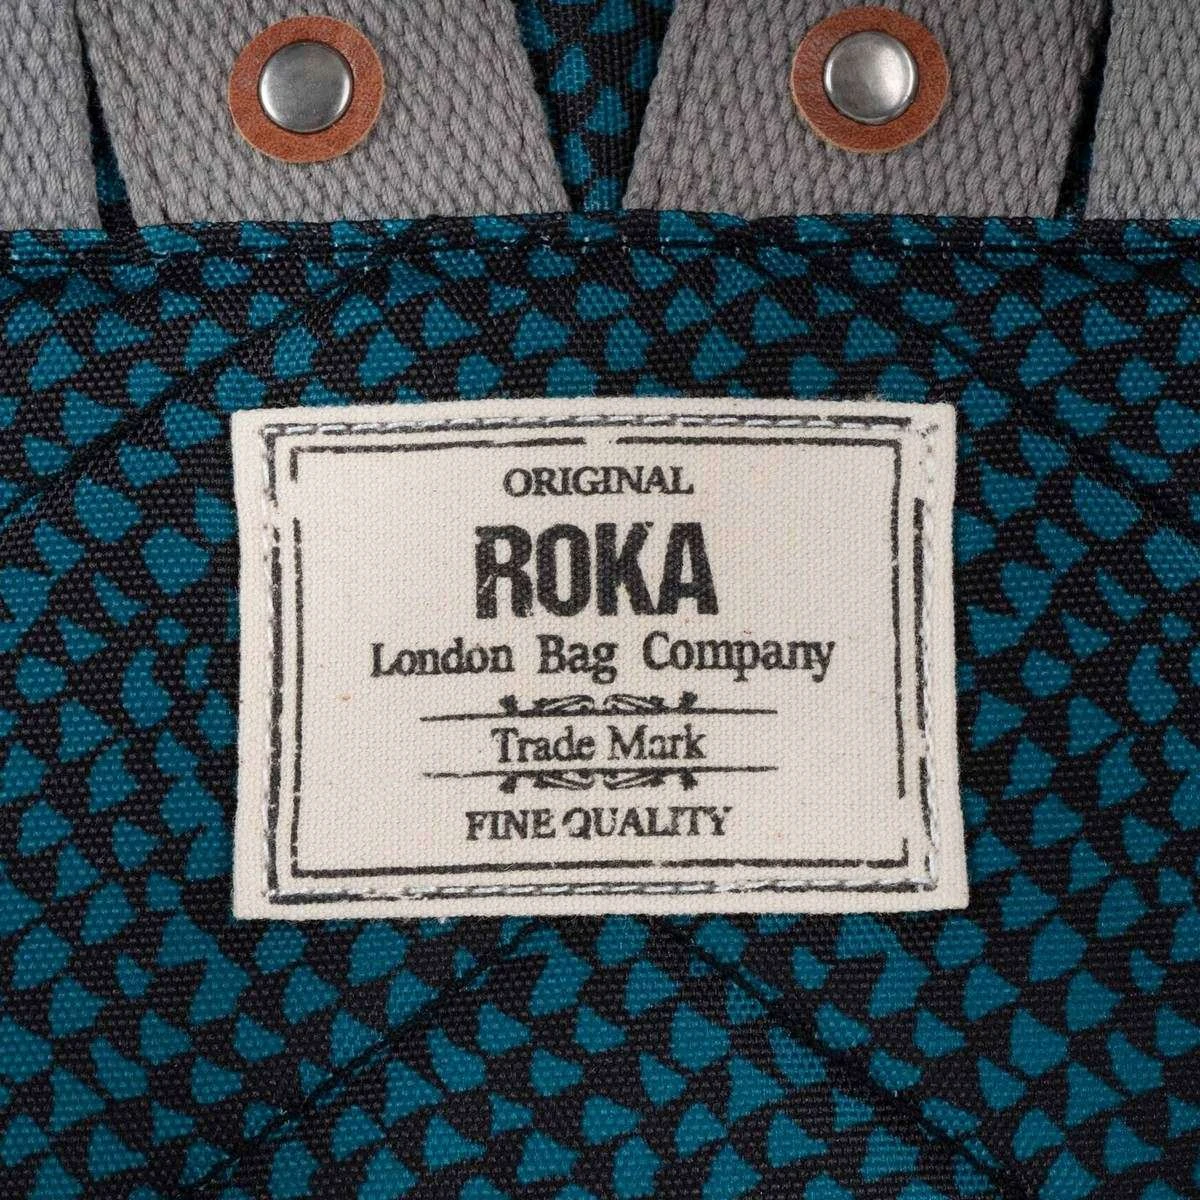 ORIGINAL
ROKA
London Bag Company
Trade Mark
FINE QUALITY